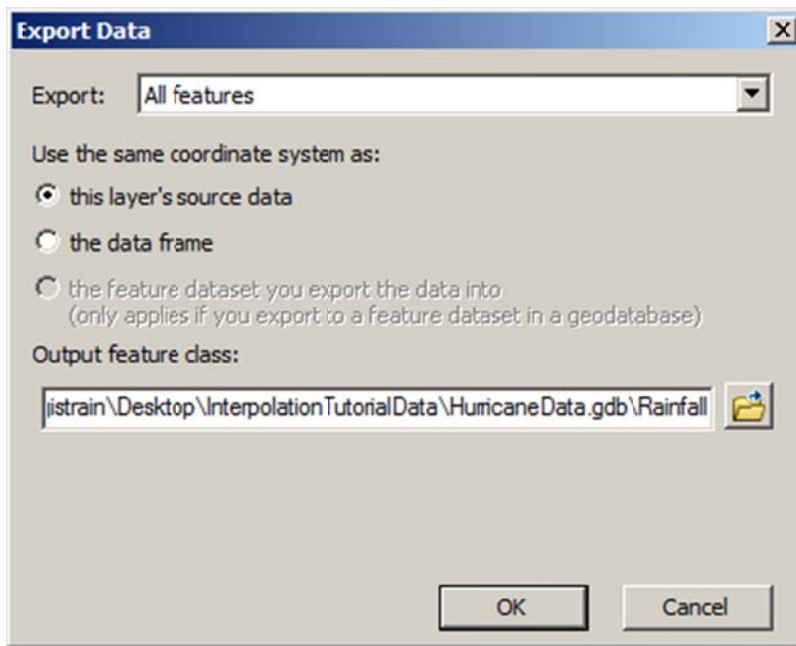 Export Data
Export: All features
Use the same coordinate system as:
this layer's source data
the data frame
the feature dataset you export the data into
(only applies if you export to a feature dataset in a geodatabase)
Output feature class:
jistrain\Desktop\InterpolationTutorialData\HurricaneData.gdb\Rainfall
OK Cancel